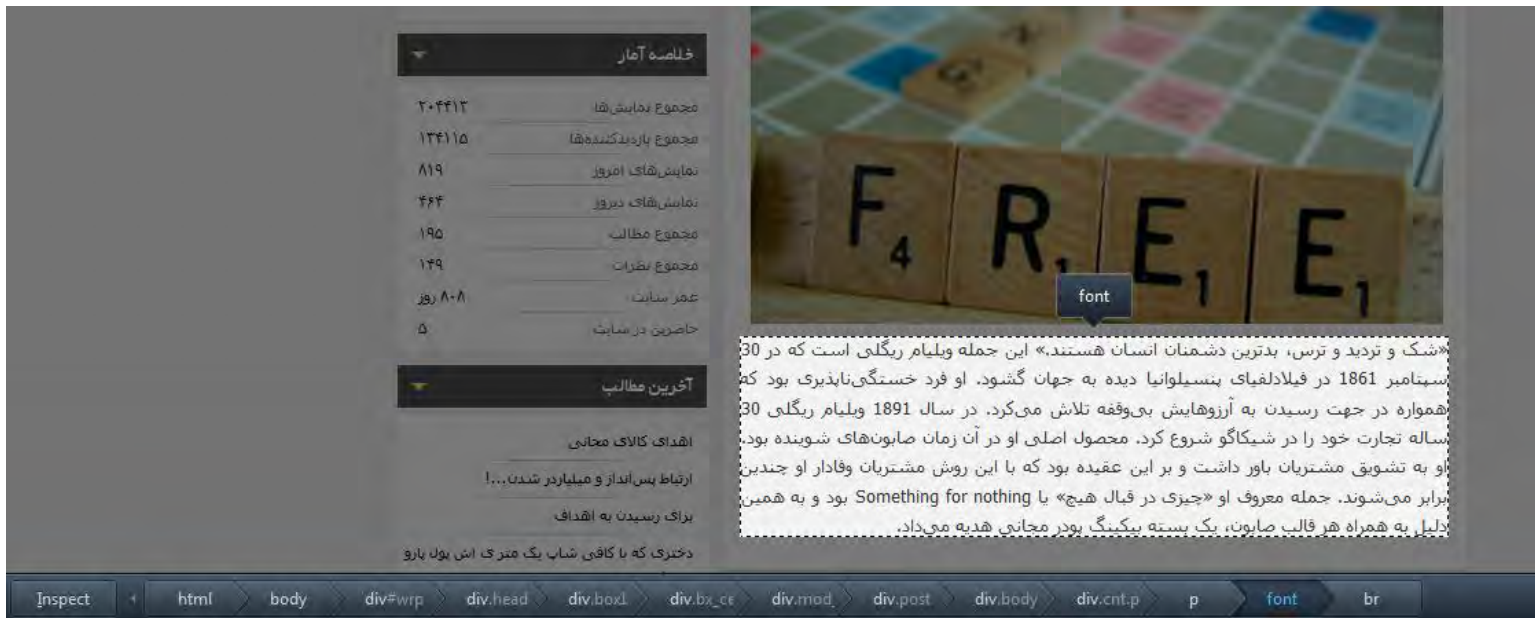 خلاصه آمار
مجموع نمایش‌ها ۲۰۴۴۱۳
مجموع بازدیدکننده‌ها ۱۳۴۱۱۵
نمایش‌های امروز ۸۱۹
نمایش‌های دیروز ۴۶۴
مجموع مطالب ۱۹۵
مجموع نظرات ۱۴۹
عمر سایت ۸۰۸ روز
حاضرین در سایت ۵
آخرین مطالب
اهدای کالای مجانی
ارتباط پس‌انداز و میلیاردر شدن...!
برای رسیدن به اهداف
دختری که با کافی شاپ یک متر ی اش پول پارو
G
F4 R1 E1 E1
font
«شک و تردید و ترس، بدترین دشمنان انسان هستند.» این جمله ویلیام ریگلی است که در 30
سپتامبر 1861 در فیلادلفیای پنسیلوانیا دیده به جهان گشود. او فرد خستگی‌ناپذیری بود که
همواره در جهت رسیدن به آرزوهایش بی‌وقفه تلاش می‌کرد. در سال 1891 ویلیام ریگلی 30
ساله تجارت خود را در شیکاگو شروع کرد. محصول اصلی او در آن زمان صابون‌های شوینده بود.
او به تشویق مشتریان باور داشت و بر این عقیده بود که با این روش مشتریان وفادار او چندین
برابر می‌شوند. جمله معروف او «چیزی در قبال هیچ» یا Something for nothing بود و به همین
دلیل به همراه هر قالب صابون، یک بسته بیکینگ پودر مجانی هدیه می‌داد.
Inspect html body div#wrp div.head div.boxL div.bx_ce div.mod_ div.post div.body div.cnt.p p font br